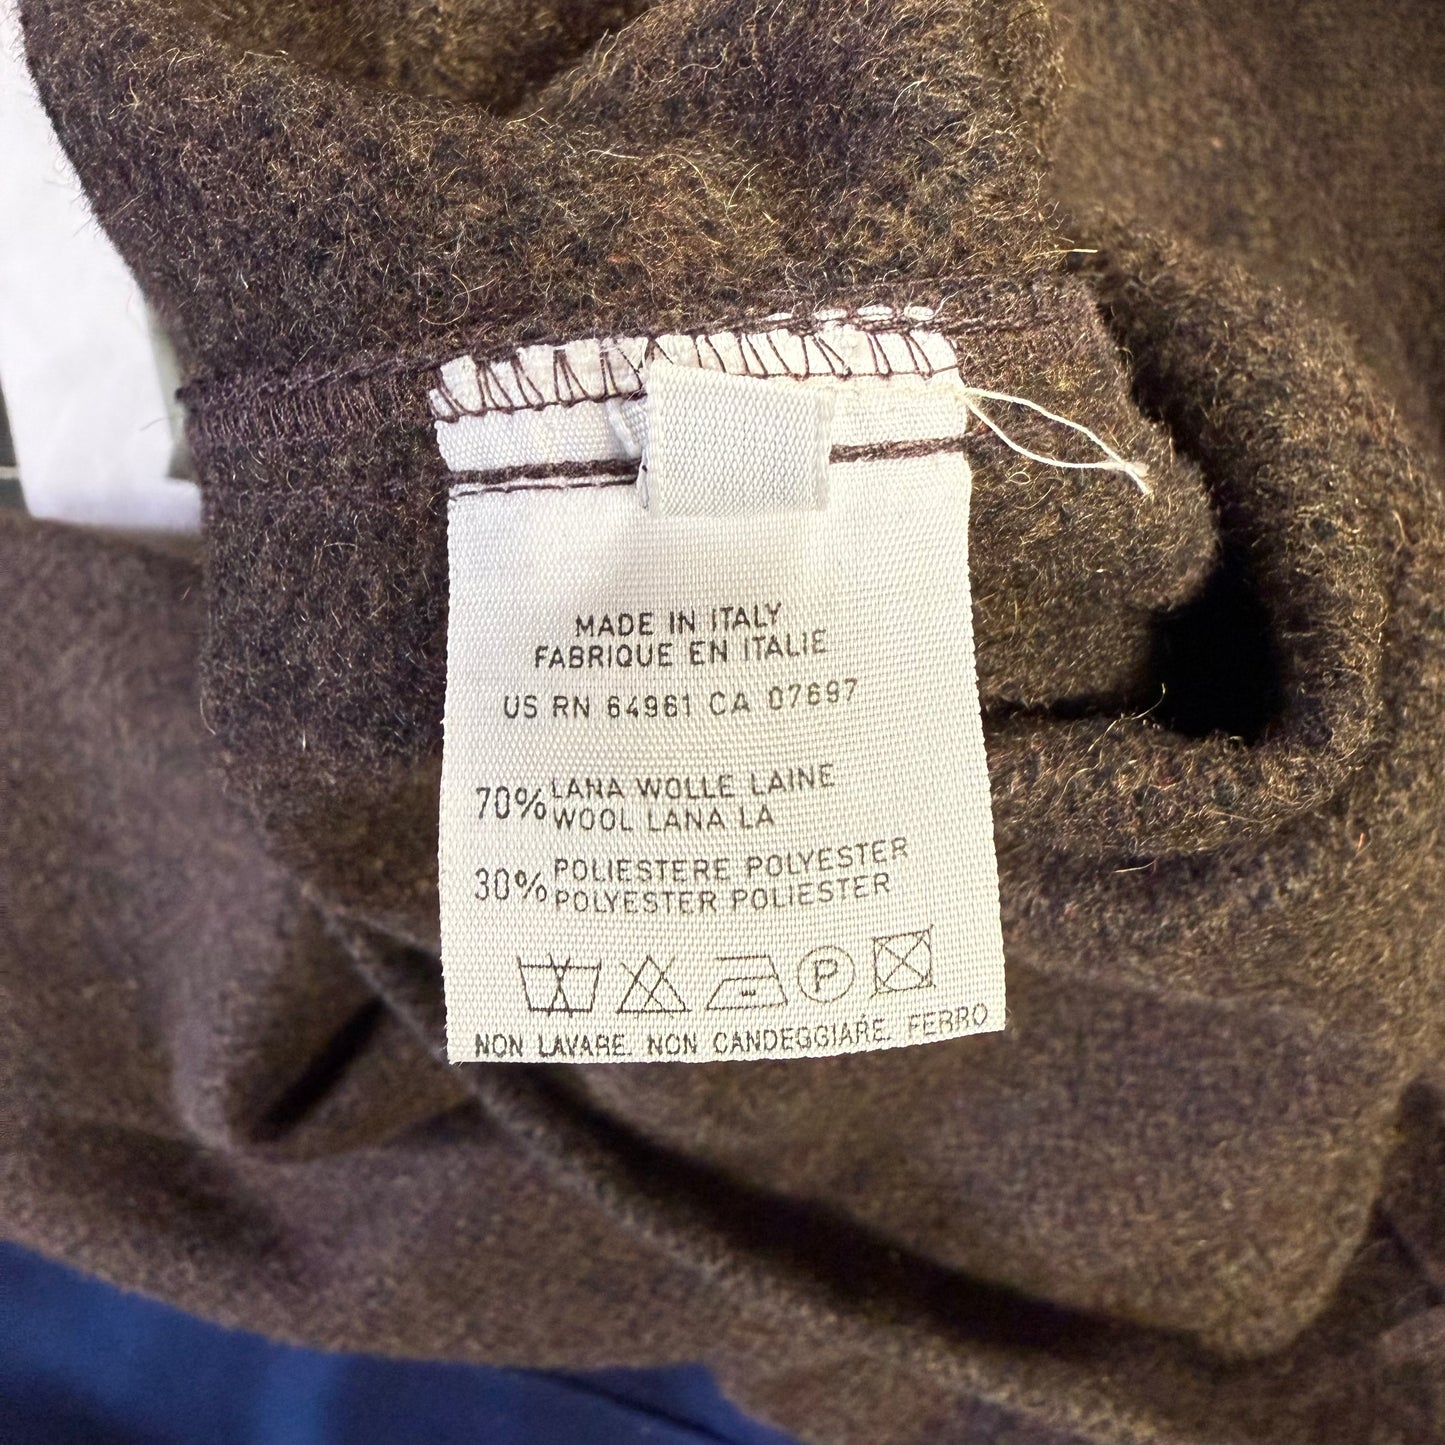 MADE IN ITALY
FABRIQUE EN ITALIE
US RN 64961 CA 07697
70% LANA WOLLE LAINE
WOOL LANA LA
30% POLIESTERE POLYESTER
POLYESTER POLIESTER
P
NON LAVARE. NON CANDEGGIARE. FERRO